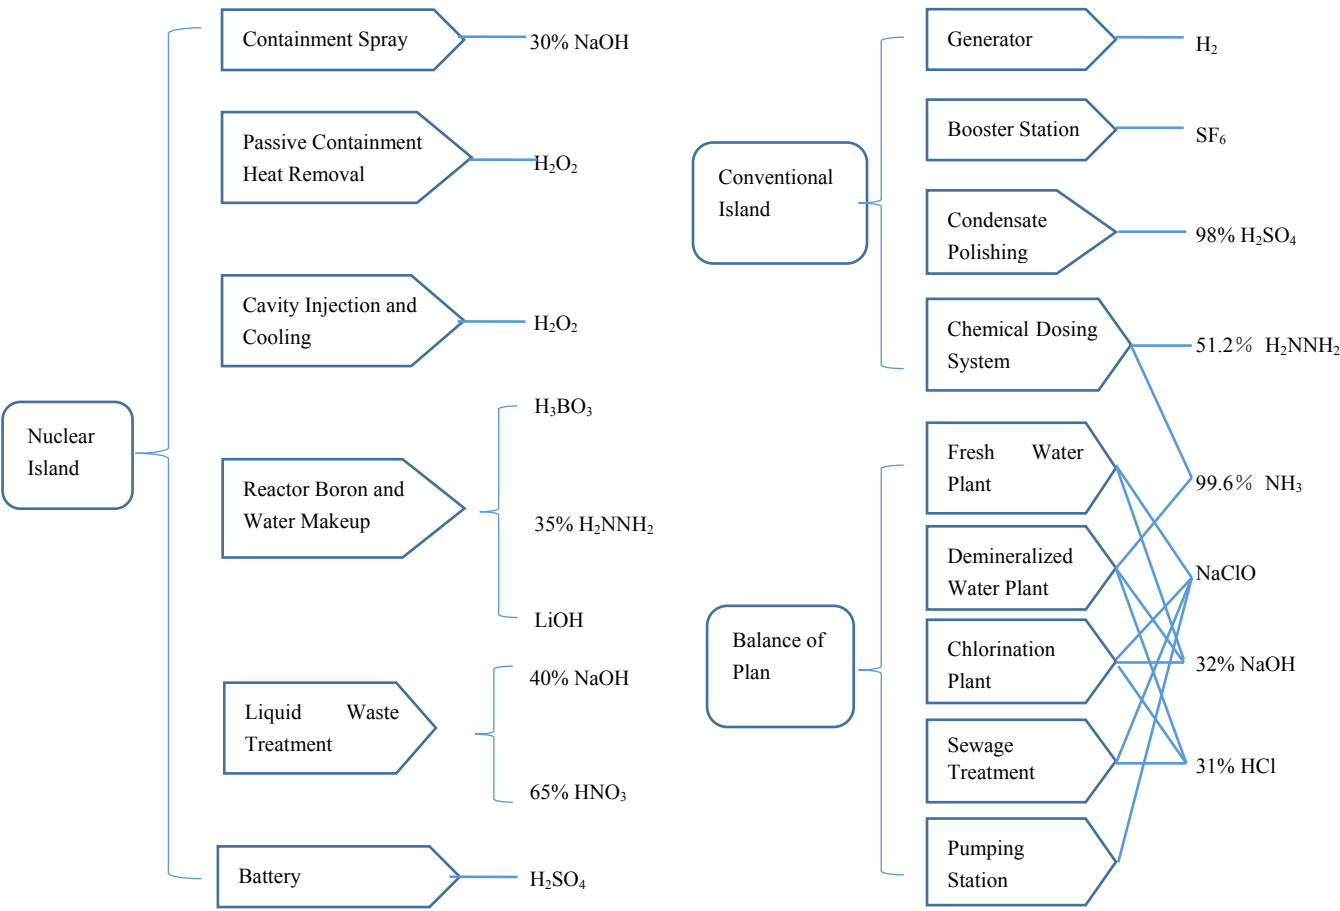 Nuclear
Island
Containment Spray
30% NaOH
Passive Containment
Heat Removal
H₂O₂
Cavity Injection and
Cooling
H₂O₂
Reactor Boron and
Water Makeup
H₃BO₃
35% H₂NNH₂
LiOH
Liquid Waste
Treatment
40% NaOH
65% HNO₃
Battery
H₂SO₄
Conventional
Island
Generator
H₂
Booster Station
SF₆
Condensate
Polishing
98% H₂SO₄
Chemical Dosing
System
51.2% H₂NNH₂
99.6% NH₃
Balance of
Plan
Fresh Water
Plant
Demineralized
Water Plant
Chlorination
Plant
Sewage
Treatment
Pumping
Station
NaClO
32% NaOH
31% HCl